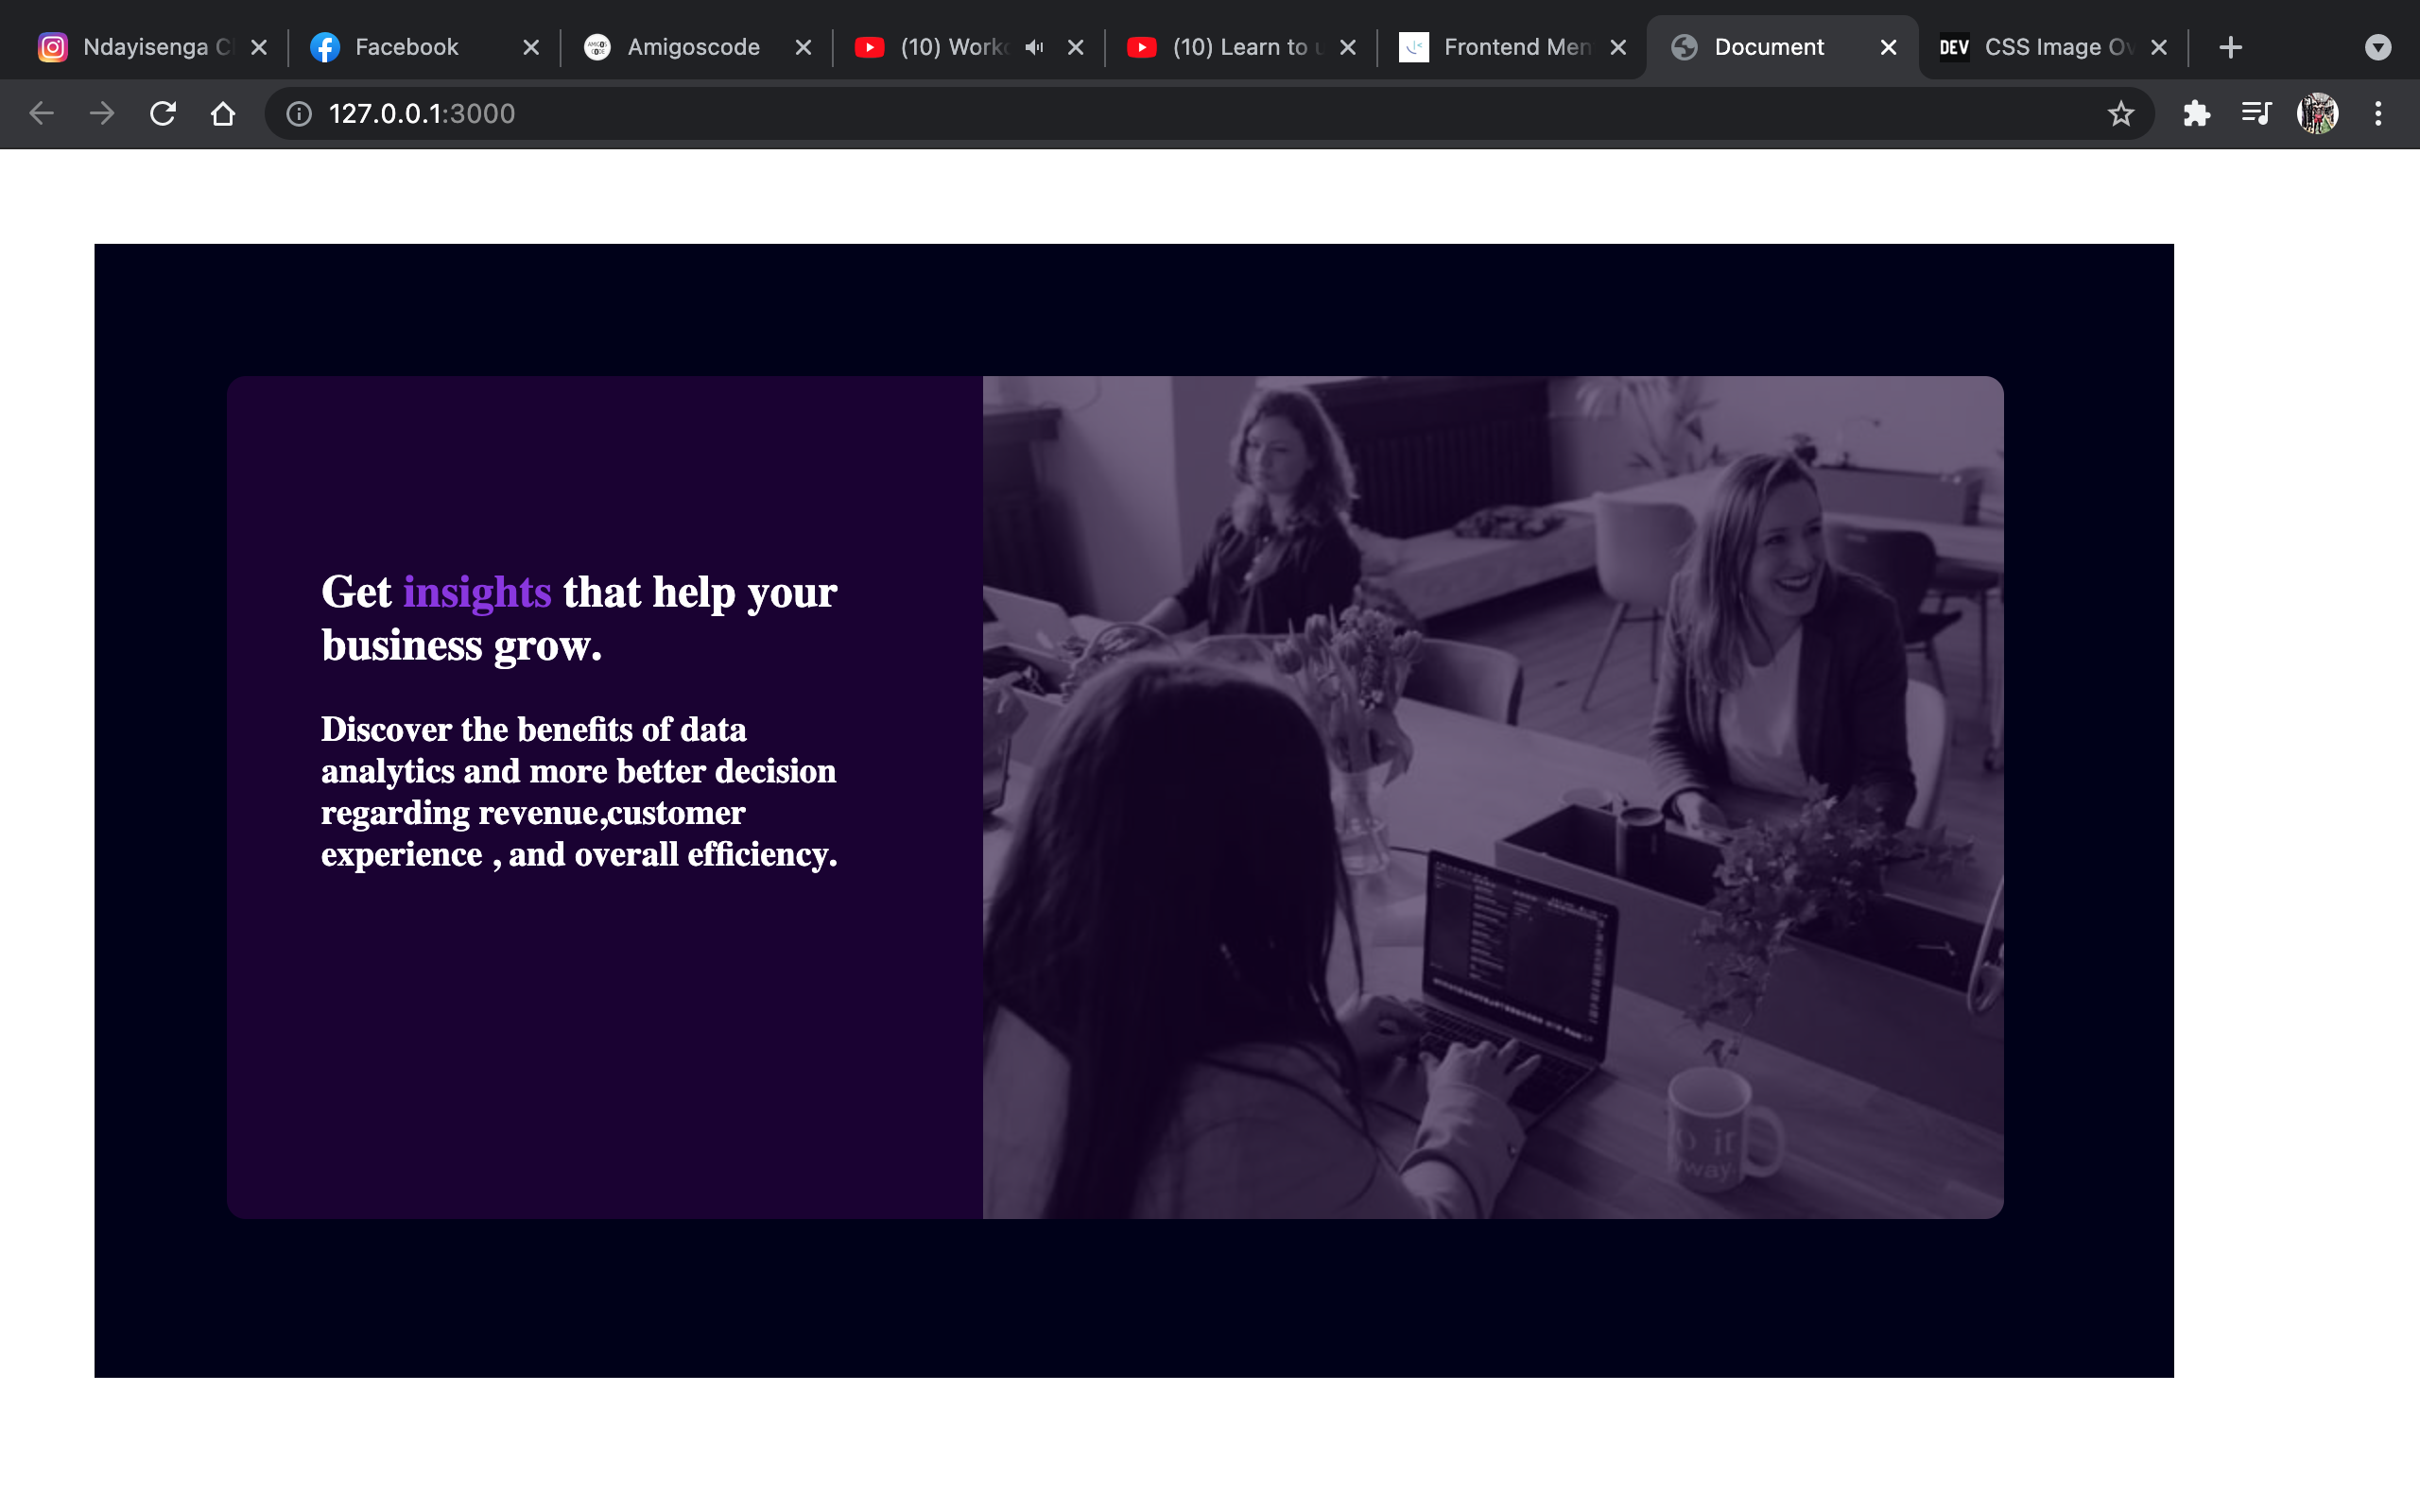 Ndayisenga C
Facebook
Amigoscode
(10) Work
(10) Learn to u
Frontend Men
Document
DEV CSS Image Ov
127.0.0.1:3000
Get insights that help your
business grow.
Discover the benefits of data
analytics and more better decision
regarding revenue,customer
experience , and overall efficiency.